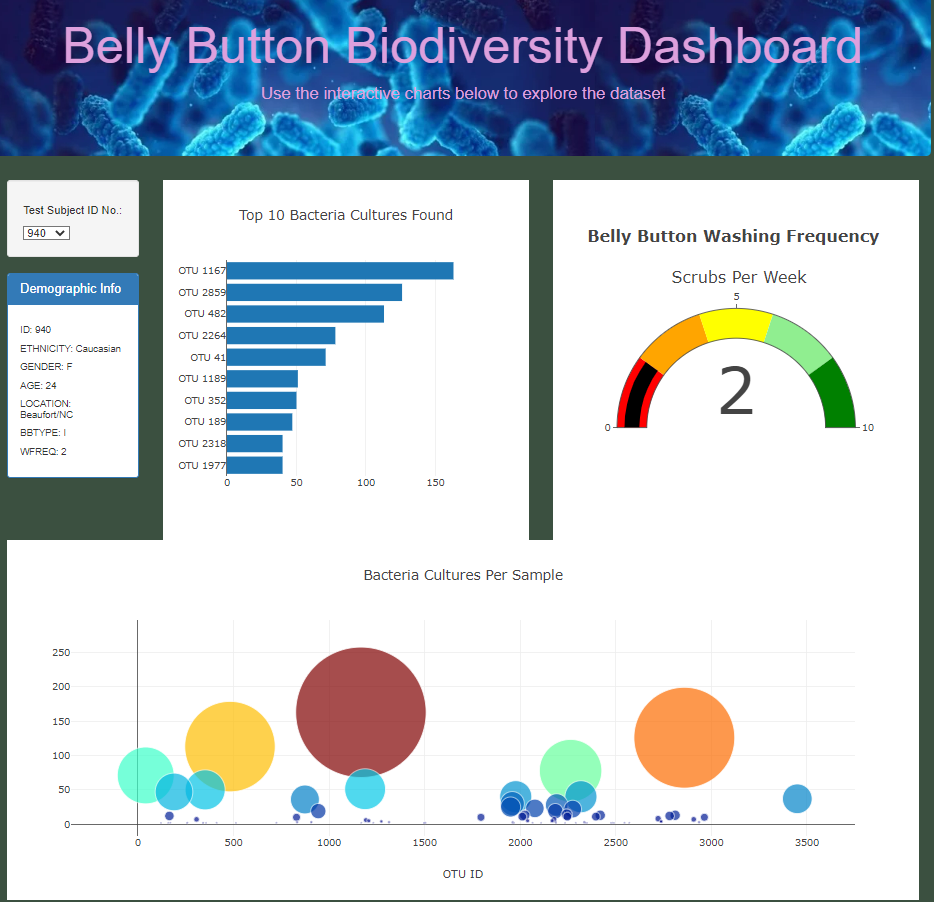 Belly Button Biodiversity Dashboard
Use the interactive charts below to explore the dataset
Test Subject ID No.:
940
Demographic Info
ID: 940
ETHNICITY: Caucasian
GENDER: F
AGE: 24
LOCATION:
Beaufort/NC
BBTYPE: I
WFREQ: 2
Top 10 Bacteria Cultures Found
OTU 1167
OTU 2859
OTU 482
OTU 2264
OTU 41
OTU 1189
OTU 352
OTU 189
OTU 2318
OTU 1977
0 50 100 150
Belly Button Washing Frequency
Scrubs Per Week
5
2
0 10
Bacteria Cultures Per Sample
250
200
150
100
50
0
0 500 1000 1500 2000 2500 3000 3500
OTU ID